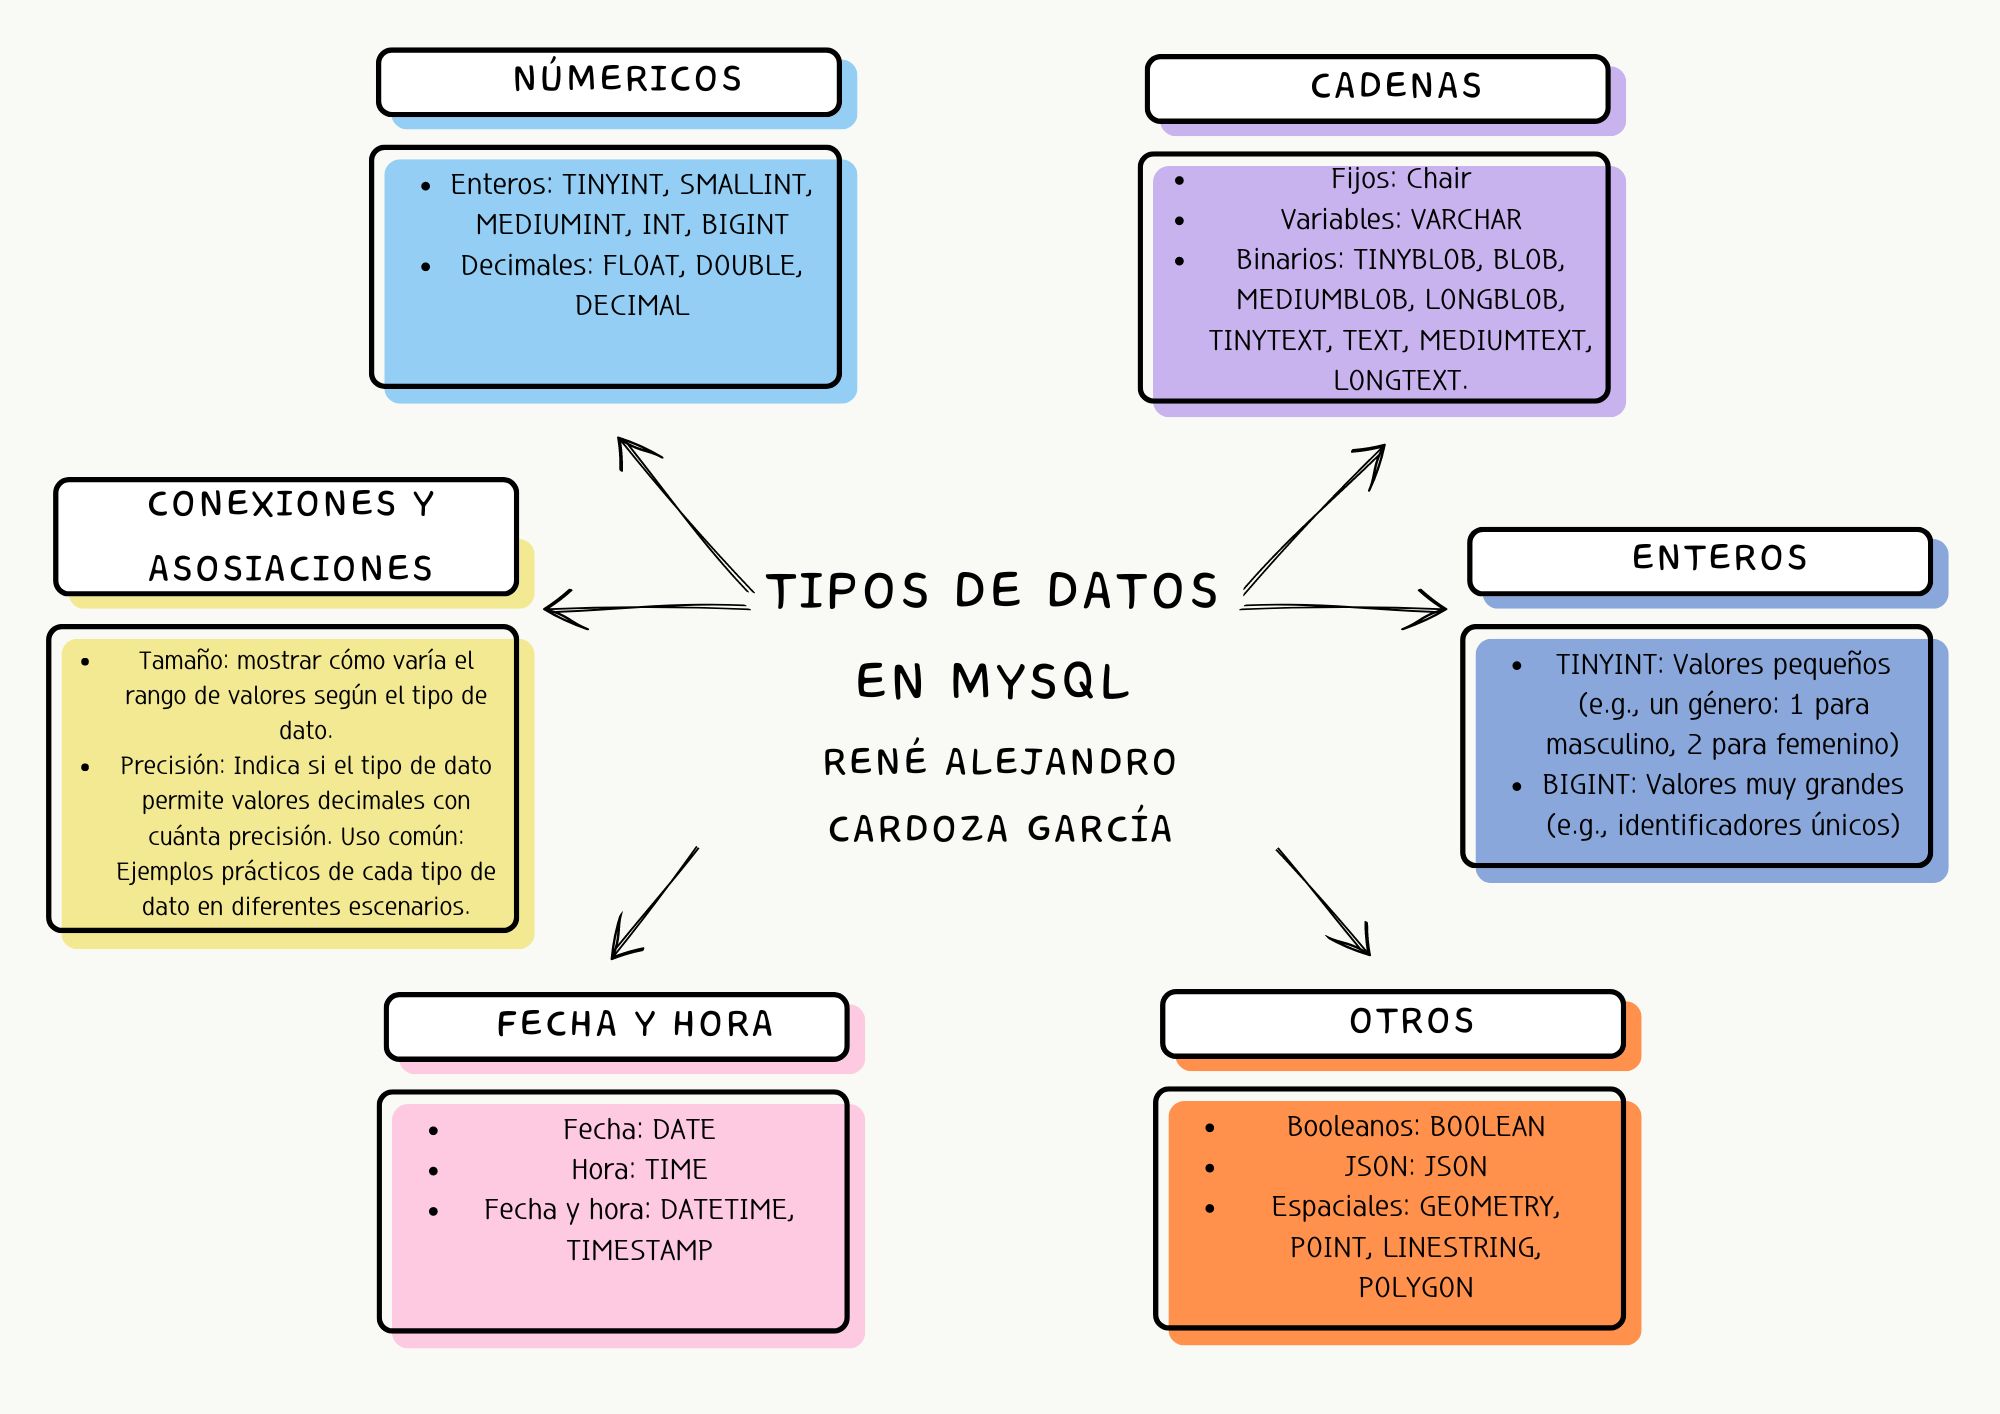 NÚMERICOS
• Enteros: TINYINT, SMALLINT,
MEDIUMINT, INT, BIGINT
• Decimales: FLOAT, DOUBLE,
DECIMAL
CADENAS
• Fijos: Chair
• Variables: VARCHAR
• Binarios: TINYBLOB, BLOB,
MEDIUMBLOB, LONGBLOB,
TINYTEXT, TEXT, MEDIUMTEXT,
LONGTEXT.
CONEXIONES Y
ASOSIACIONES
• Tamaño: mostrar cómo varía el
rango de valores según el tipo de
dato.
• Precisión: Indica si el tipo de dato
permite valores decimales con
cuánta precisión. Uso común:
Ejemplos prácticos de cada tipo de
dato en diferentes escenarios.
TIPOS DE DATOS
EN MYSQL
RENÉ ALEJANDRO
CARDOZA GARCÍA
ENTEROS
• TINYINT: Valores pequeños
(e.g., un género: 1 para
masculino, 2 para femenino)
• BIGINT: Valores muy grandes
(e.g., identificadores únicos)
FECHA Y HORA
• Fecha: DATE
• Hora: TIME
• Fecha y hora: DATETIME,
TIMESTAMP
OTROS
• Booleanos: BOOLEAN
• JSON: JSON
• Espaciales: GEOMETRY,
POINT, LINESTRING,
POLYGON